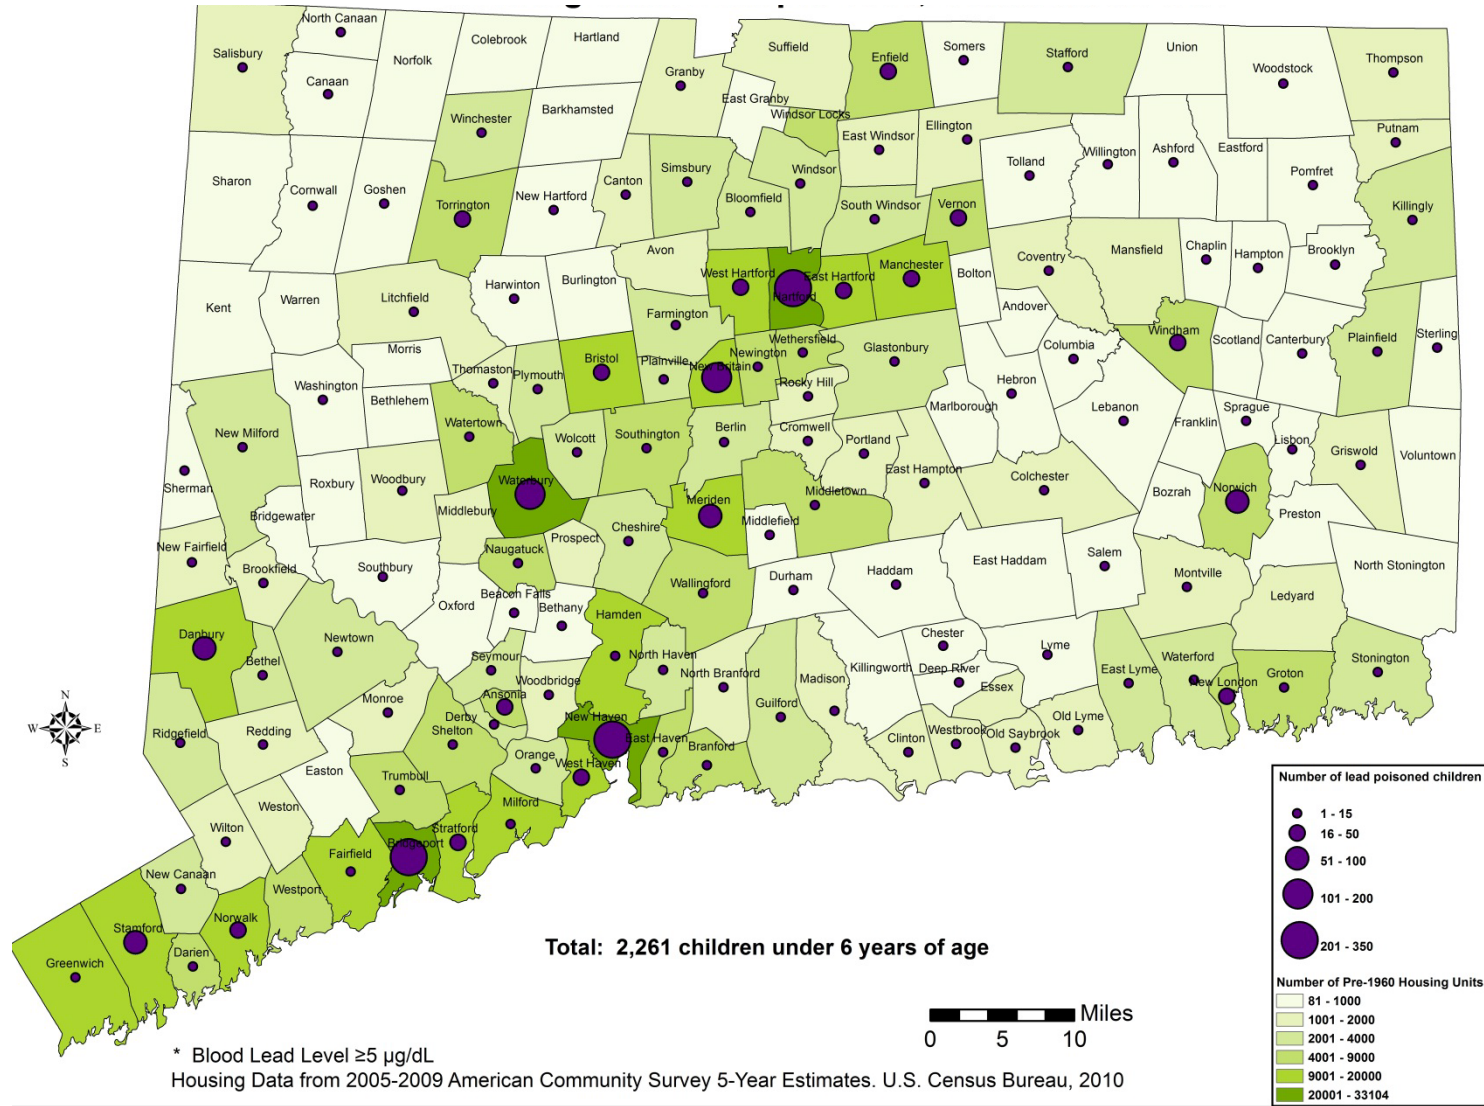 North Canaan
Colebrook
Hartland
Suffield
Enfield
Somers
Stafford
Union
Woodstock
Thompson
Salisbury
Canaan
Norfolk
Granby
East Granby
Windsor Locks
Barkhamsted
Winchester
East Windsor
Ellington
Tolland
Willington
Ashford
Eastford
Pomfret
Putnam
Sharon
Cornwall
Goshen
Torrington
New Hartford
Canton
Simsbury
Bloomfield
Windsor
South Windsor
Vernon
Killingly
Avon
Coventry
Mansfield
Chaplin
Hampton
Brooklyn
Kent
Warren
Litchfield
Harwinton
Burlington
West Hartford
Hartford
East Hartford
Manchester
Bolton
Andover
Farmington
Windham
Scotland
Canterbury
Plainfield
Sterling
Morris
Thomaston
Plymouth
Bristol
Plainville
New Britain
Newington
Wethersfield
Glastonbury
Columbia
Hebron
Washington
Bethlehem
Rocky Hill
Marlborough
Lebanon
Franklin
Sprague
Lisbon
New Milford
Watertown
Wolcott
Southington
Berlin
Cromwell
Portland
East Hampton
Colchester
Griswold
Voluntown
Sherman
Roxbury
Woodbury
Waterbury
Meriden
Middletown
Bozrah
Norwich
Preston
Bridgewater
Middlebury
Cheshire
Middlefield
New Fairfield
Brookfield
Southbury
Naugatuck
Prospect
Wallingford
Durham
Haddam
East Haddam
Salem
Montville
North Stonington
Ledyard
Oxford
Beacon Falls
Bethany
Hamden
Danbury
Bethel
Newtown
Seymour
Woodbridge
North Haven
North Branford
Chester
Deep River
Killingworth
Essex
Lyme
East Lyme
Waterford
New London
Groton
Stonington
Monroe
Ansonia
Derby
Shelton
New Haven
East Haven
Guilford
Madison
Ridgefield
Redding
Easton
Orange
West Haven
Branford
Clinton
Westbrook
Old Saybrook
Old Lyme
Weston
Trumbull
Milford
Wilton
Stratford
Fairfield
Bridgeport
New Canaan
Westport
Stamford
Norwalk
Darien
Greenwich
N
W
E
S
Total: 2,261 children under 6 years of age
Miles
0 5 10
* Blood Lead Level ≥5 µg/dL
Housing Data from 2005-2009 American Community Survey 5-Year Estimates. U.S. Census Bureau, 2010
Number of lead poisoned children
1 - 15
16 - 50
51 - 100
101 - 200
201 - 350
Number of Pre-1960 Housing Units
81 - 1000
1001 - 2000
2001 - 4000
4001 - 9000
9001 - 20000
20001 - 33104